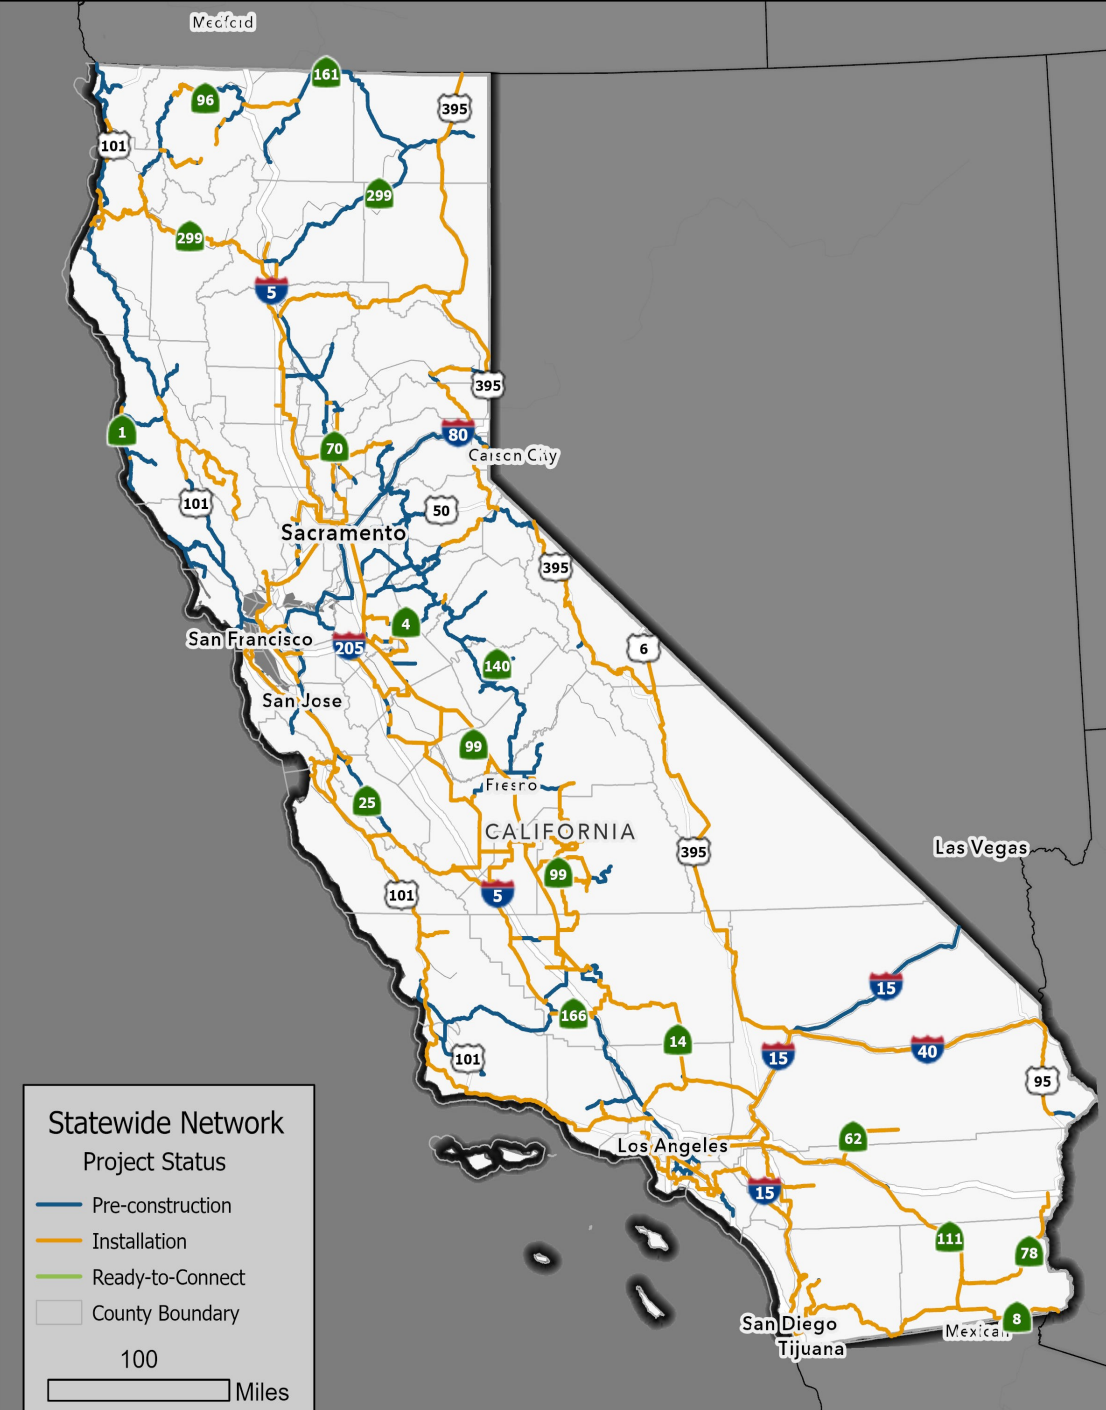 Medford
161
96
395
101
299
299
5
395
1
80
70
Carson City
101
50
Sacramento
395
4
San Francisco
205
6
140
San Jose
99
Fresno
25
CALIFORNIA
Las Vegas
395
99
101
5
15
166
14
15
40
101
95
62
Los Angeles
15
111
78
San Diego
8
Mexican
Tijuana
Statewide Network
Project Status
Pre-construction
Installation
Ready-to-Connect
County Boundary
100
Miles